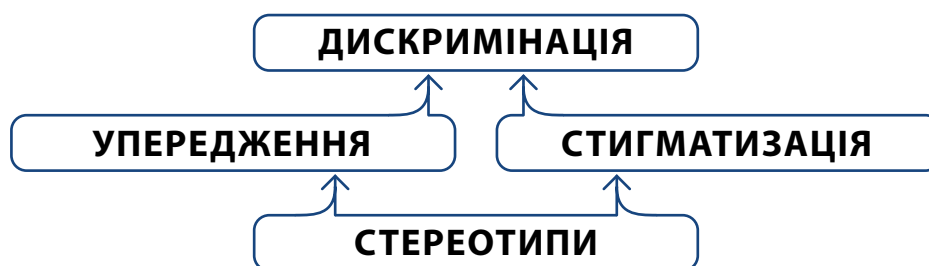 ДИСКРИМІНАЦІЯ
УПЕРЕДЖЕННЯ
СТИГМАТИЗАЦІЯ
СТЕРЕОТИПИ